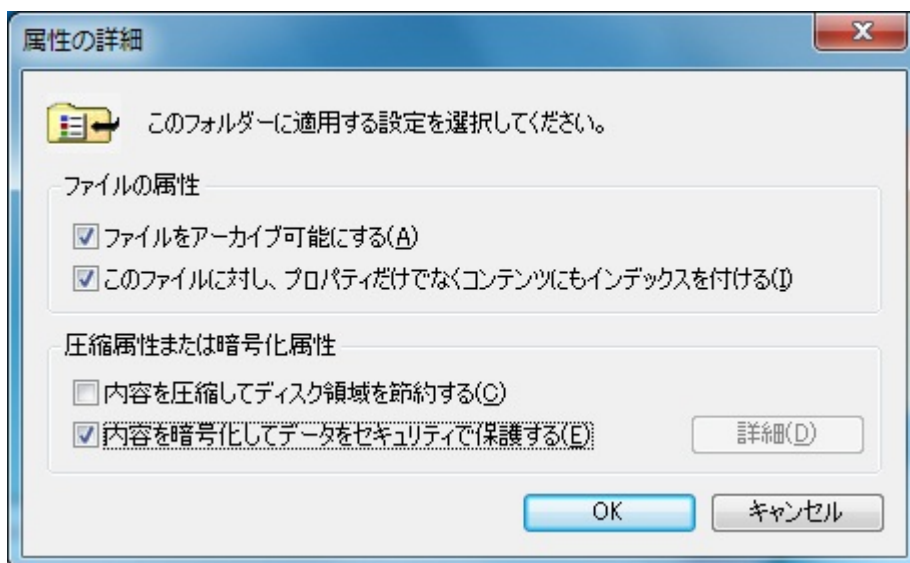 属性の詳細
このフォルダーに適用する設定を選択してください。
ファイルの属性
ファイルをアーカイブ可能にする(A)
このファイルに対し、プロパティだけでなくコンテンツにもインデックスを付ける(I)
圧縮属性または暗号化属性
内容を圧縮してディスク領域を節約する(C)
内容を暗号化してデータをセキュリティで保護する(E)
詳細(D)
OK
キャンセル